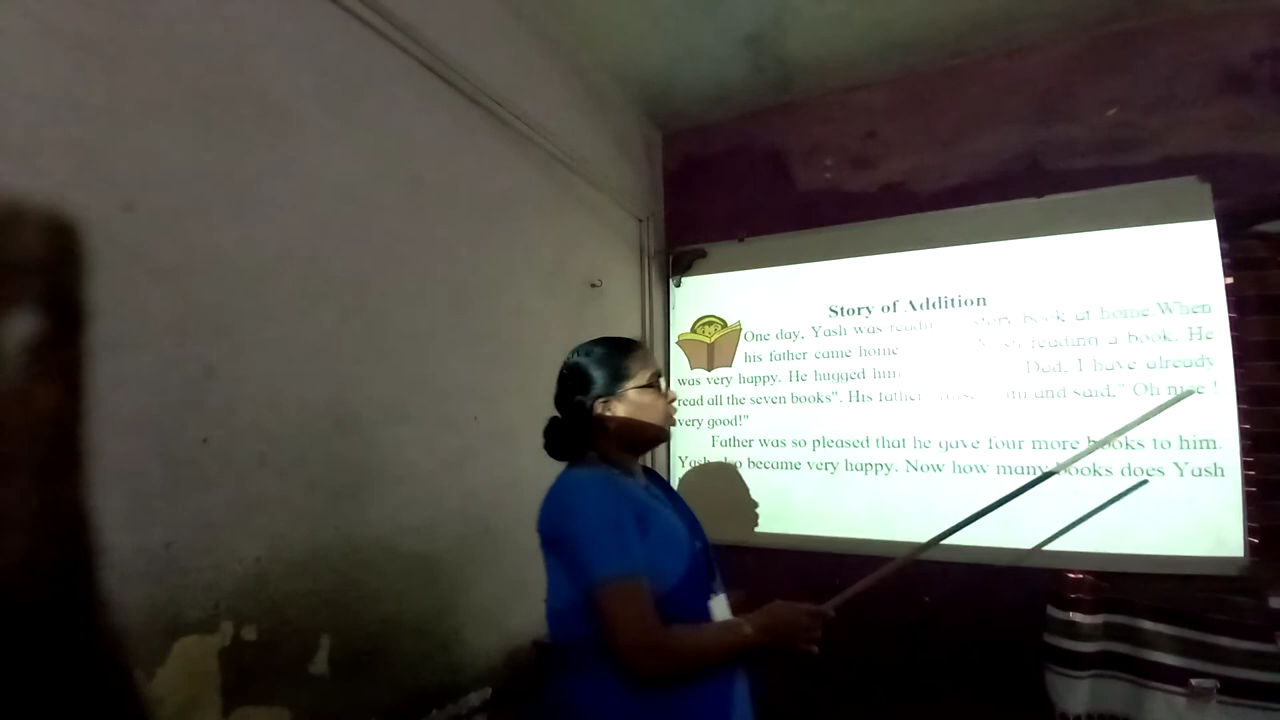 Story of Addition
One day, Yash was reading story book at home.When
his father came home reading a book. He
was very happy. He hugged him Dad, I have already
read all the seven books". His father and said," Oh nice !
very good!"
Father was so pleased that he gave four more books to him.
Yash also became very happy. Now how many books does Yash